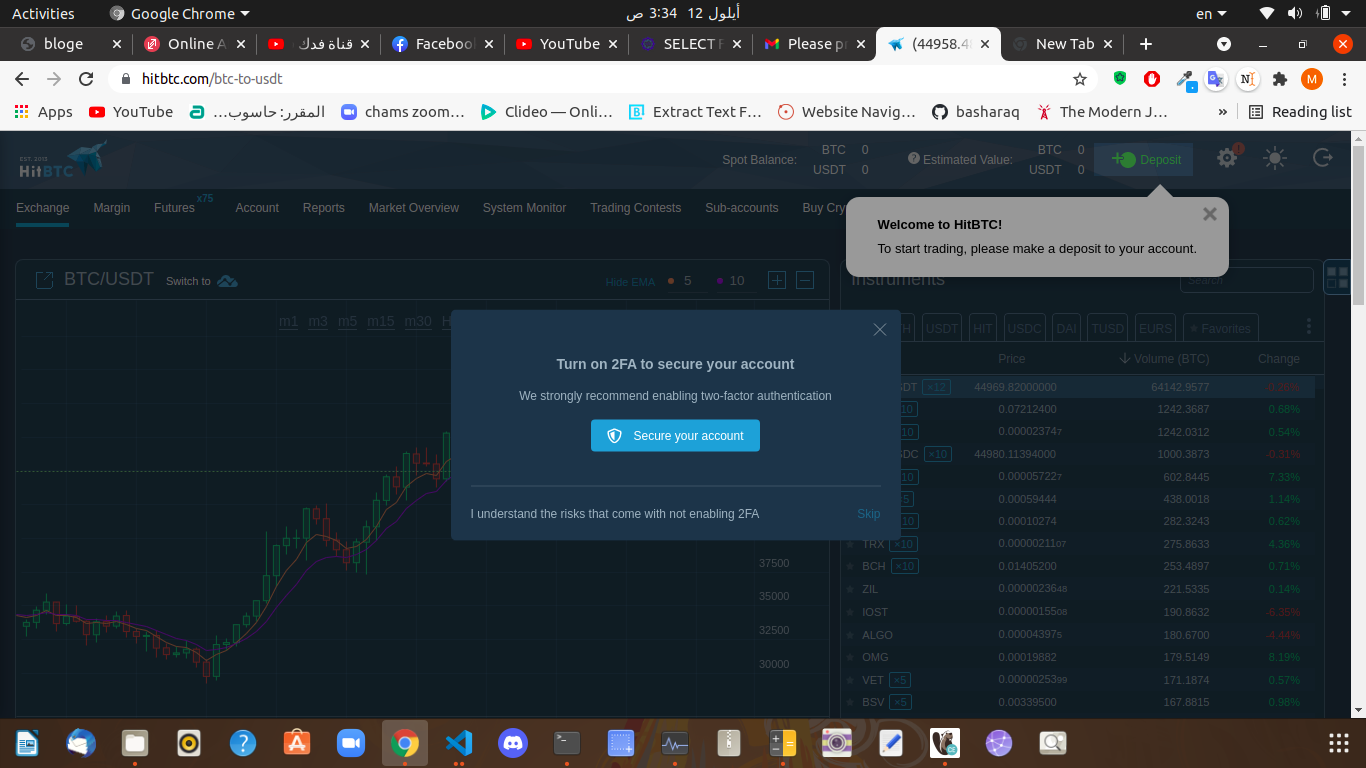 Activities
Google Chrome
أيلول 12  3:34 ص
en
bloge
Online A
قناة فدك
Faceboo
YouTube
SELECT F
Please p
(44958.4
New Tab
hitbtc.com/btc-to-usdt
Apps
YouTube
المقرر: حاسوب...
chams zoom…
Clideo — Onli…
Extract Text F…
Website Navig…
basharaq
The Modern J…
»
Reading list
EST. 2013
HitBTC
Spot Balance:
BTC 0
USDT 0
Estimated Value:
BTC 0
USDT 0
Deposit
Exchange
Margin
Futures x75
Account
Reports
Market Overview
System Monitor
Trading Contests
Sub-accounts
Buy Cry
Welcome to HitBTC!
To start trading, please make a deposit to your account.
BTC/USDT
Switch to
Hide EMA
5
10
Instruments
Search
m1 m3 m5 m15 m30 H
TH USDT HIT USDC DAI TUSD EURS Favorites
Price Volume (BTC) Change
Turn on 2FA to secure your account
We strongly recommend enabling two-factor authentication
Secure your account
I understand the risks that come with not enabling 2FA
Skip
37500
35000
32500
30000
SDT ×12 44969.82000000 64142.9577 -0.26%
10 0.07212400 1242.3687 0.68%
10 0.000023747 1242.0312 0.54%
DC ×10 44980.11394000 1000.3873 -0.31%
10 0.000057227 602.8445 7.33%
5 0.00059444 438.0018 1.14%
10 0.00010274 282.3243 0.62%
TRX ×10 0.0000021107 275.8633 4.36%
BCH ×10 0.01405200 253.4897 0.71%
ZIL 0.0000023648 221.5335 0.14%
IOST 0.0000015508 190.8632 -6.35%
ALGO 0.000043975 180.6700 -4.44%
OMG 0.00019882 179.5149 8.19%
VET ×5 0.0000025399 171.1874 0.57%
BSV ×5 0.00339500 167.8815 0.98%